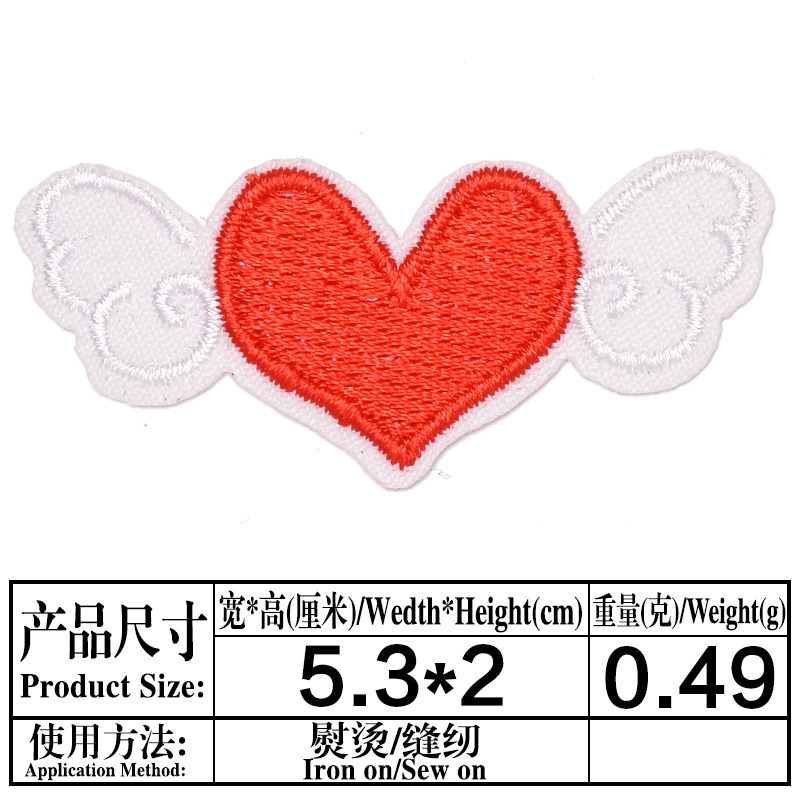 产品尺寸
Product Size:
宽*高(厘米)/Wedth*Height(cm)
重量(克)/Weight(g)
5.3*2
0.49
使用方法:
Application Method:
熨烫/缝纫
Iron on/Sew on